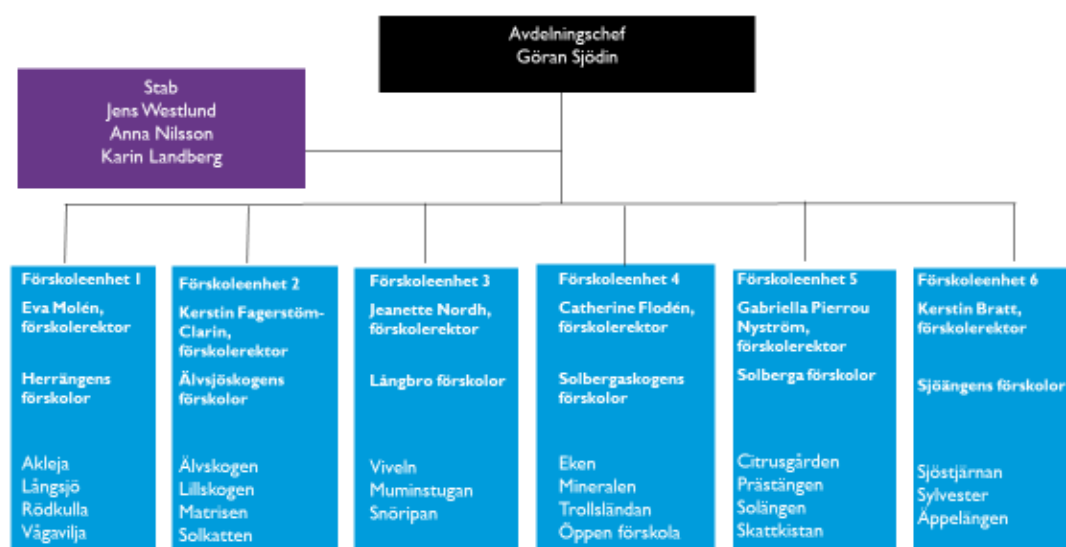 Avdelningschef
Göran Sjödin
Stab
Jens Westlund
Anna Nilsson
Karin Landberg
Förskoleenhet 1
Eva Molén,
förskolerektor
Herrängens
förskolor
Akleja
Långsjö
Rödkulla
Vågavilja
Förskoleenhet 2
Kerstin Fagerstöm-
Clarin,
förskolerektor
Älvsjöskogens
förskolor
Älvskogen
Lillskogen
Matrisen
Solkatten
Förskoleenhet 3
Jeanette Nordh,
förskolerektor
Långbro förskolor
Viveln
Muminstugan
Snöripan
Förskoleenhet 4
Catherine Flodén,
förskolerektor
Solbergaskogens
förskolor
Eken
Mineralen
Trollsländan
Öppen förskola
Förskoleenhet 5
Gabriella Pierrou
Nyström,
förskolerektor
Solberga förskolor
Citrusgården
Prästängen
Solängen
Skattkistan
Förskoleenhet 6
Kerstin Bratt,
förskolerektor
Sjöängens förskolor
Sjöstjärnan
Sylvester
Äppelängen